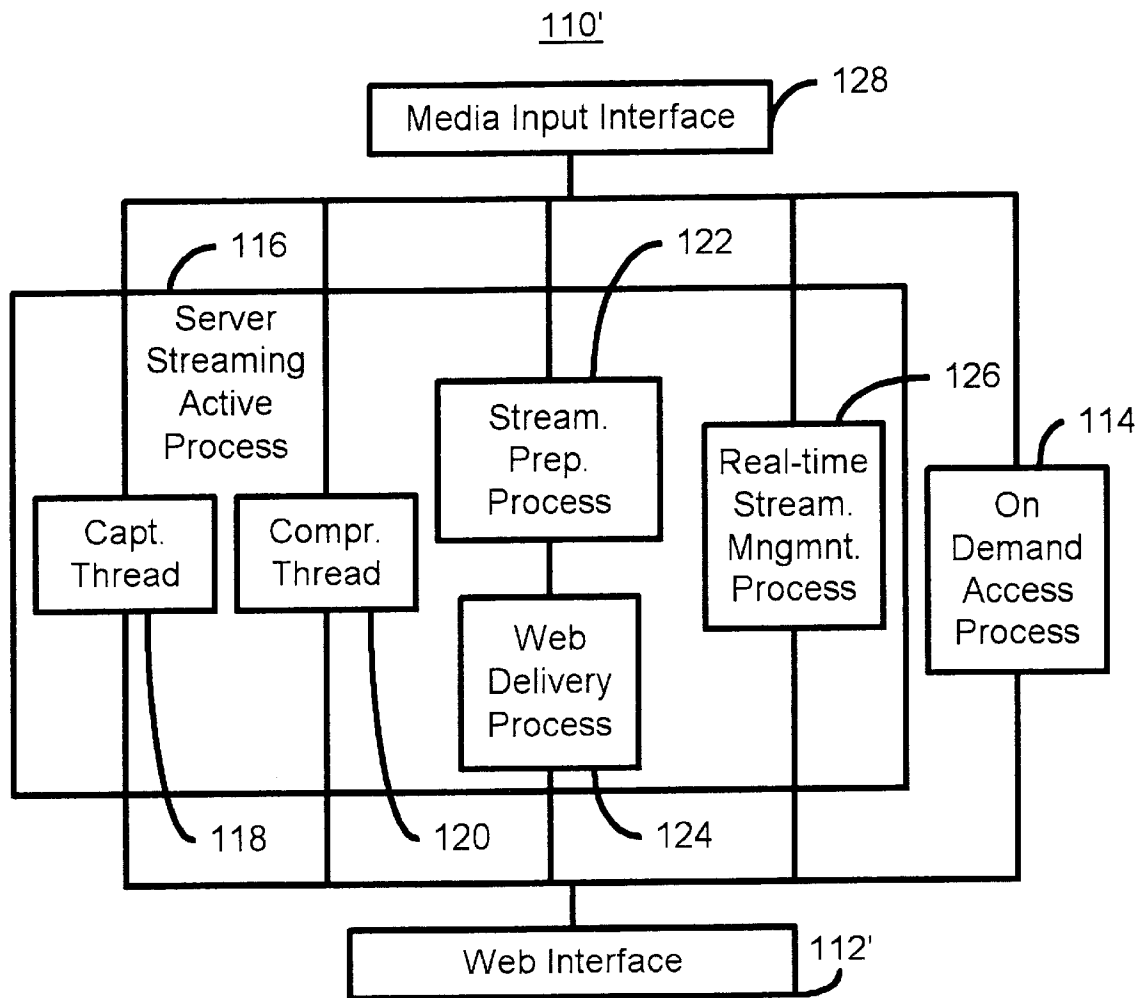 110'
Media Input Interface
128
116
122
Server
Streaming
Active
Process
126
114
Stream.
Prep.
Process
Real-time
Stream.
Mngmnt.
Process
On
Demand
Access
Process
Capt.
Thread
Compr.
Thread
Web
Delivery
Process
118
120
124
Web Interface
112'